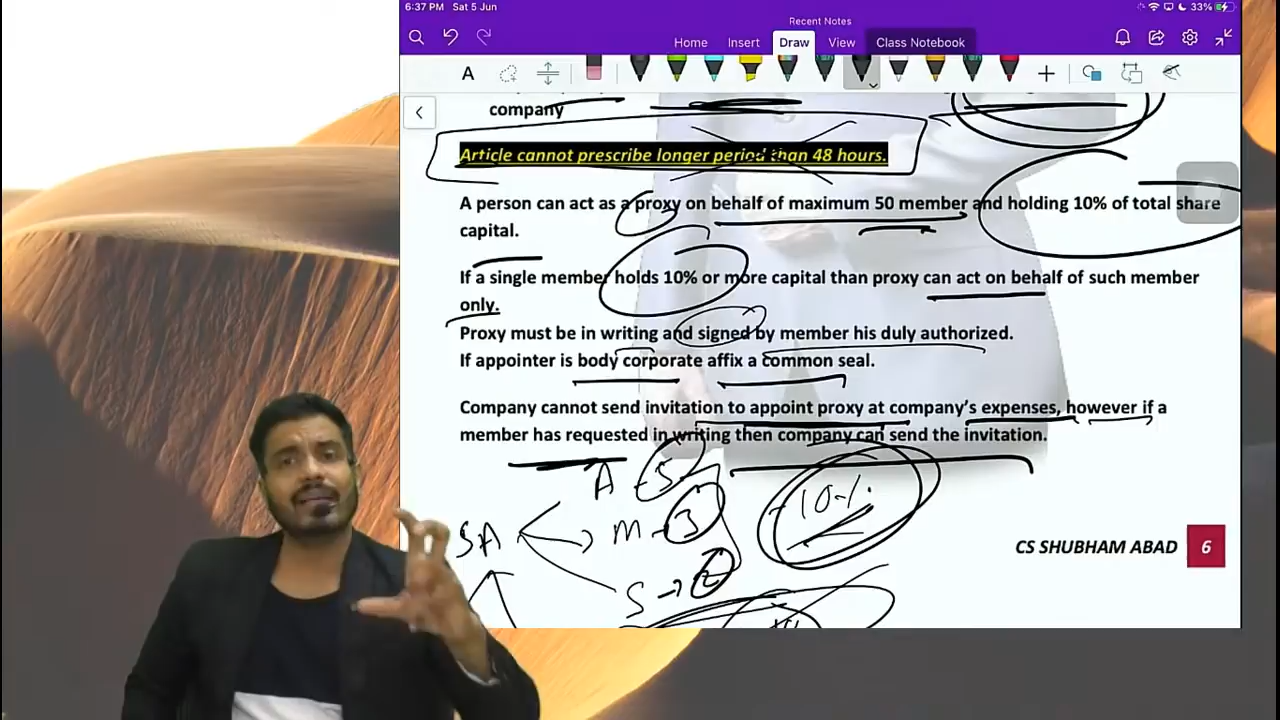 6:37 PM Sat 5 Jun
33%
Recent Notes
Home Insert Draw View Class Notebook
A
company
Article cannot prescribe longer period than 48 hours.
A person can act as a proxy on behalf of maximum 50 member and holding 10% of total share
capital.
If a single member holds 10% or more capital than proxy can act on behalf of such member
only.
Proxy must be in writing and signed by member his duly authorized.
If appointer is body corporate affix a common seal.
Company cannot send invitation to appoint proxy at company's expenses, however if a
member has requested in writing then company can send the invitation.
A 5
10%
SA M 3
S 2
CS SHUBHAM ABAD 6